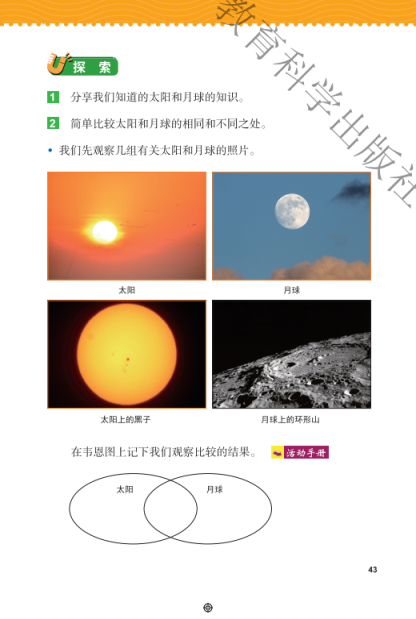 教育科学出版社
探 索
1 分享我们知道的太阳和月球的知识。
2 简单比较太阳和月球的相同和不同之处。
• 我们先观察几组有关太阳和月球的照片。
太阳
月球
太阳上的黑子
月球上的环形山
在韦恩图上记下我们观察比较的结果。 活动手册
太阳 月球
43